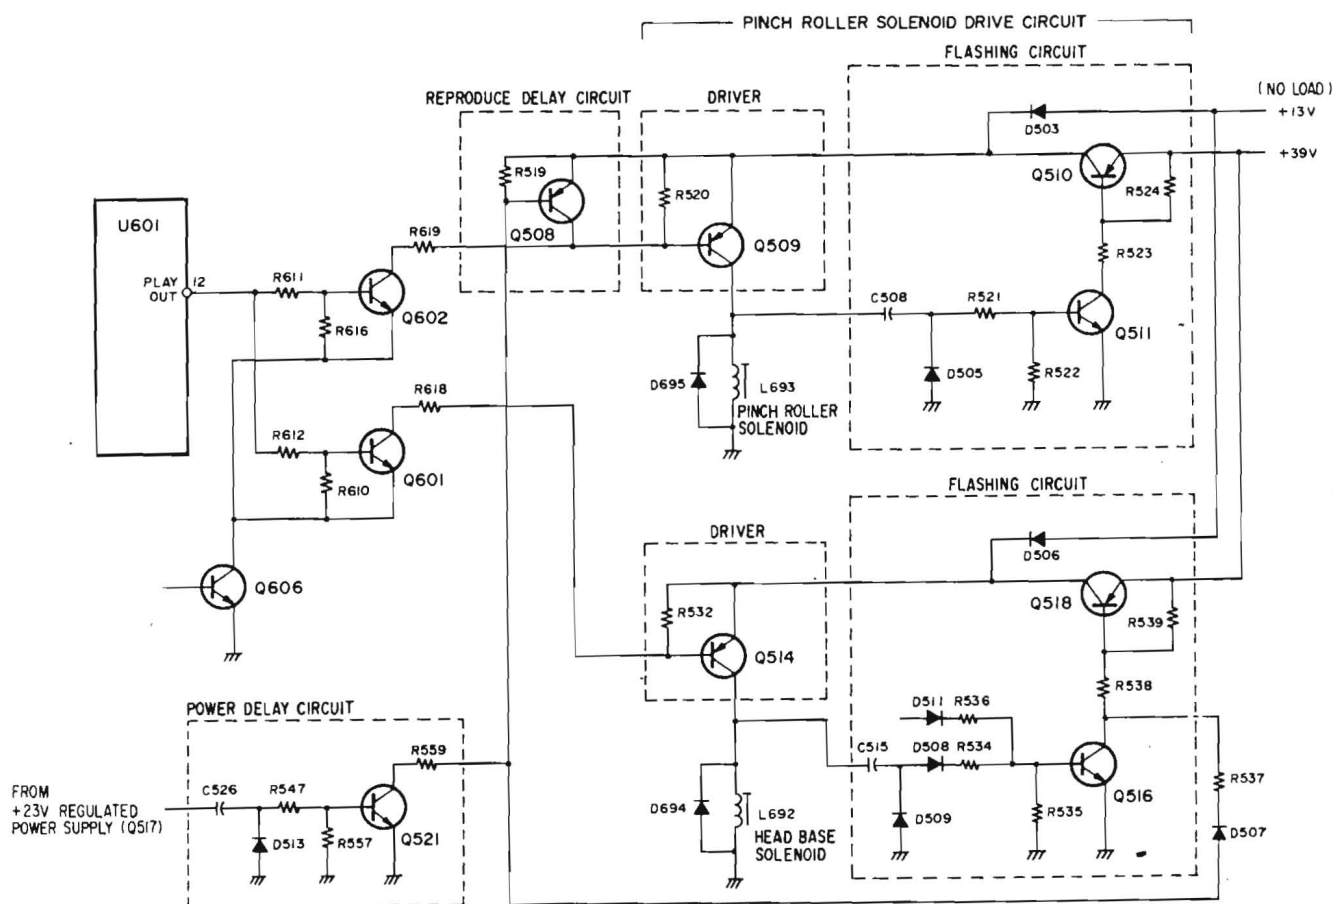 PINCH ROLLER SOLENOID DRIVE CIRCUIT
FLASHING CIRCUIT
REPRODUCE DELAY CIRCUIT
DRIVER
(NO LOAD)
+13V
D503
+39V
R519
Q508
R520
Q509
Q510
R524
R523
U601
PLAY
OUT
12
R611
R619
Q602
R616
C508
R521
Q511
D505
R522
D695
L693
PINCH ROLLER
SOLENOID
R618
R612
Q601
R610
FLASHING CIRCUIT
DRIVER
D506
Q606
R532
Q514
Q518
R539
R538
POWER DELAY CIRCUIT
D511
R536
R559
C515
D508
R534
FROM
+23V REGULATED
POWER SUPPLY (Q517)
C526
R547
D513
R557
Q521
D694
L692
HEAD BASE
SOLENOID
D509
R535
Q516
R537
D507